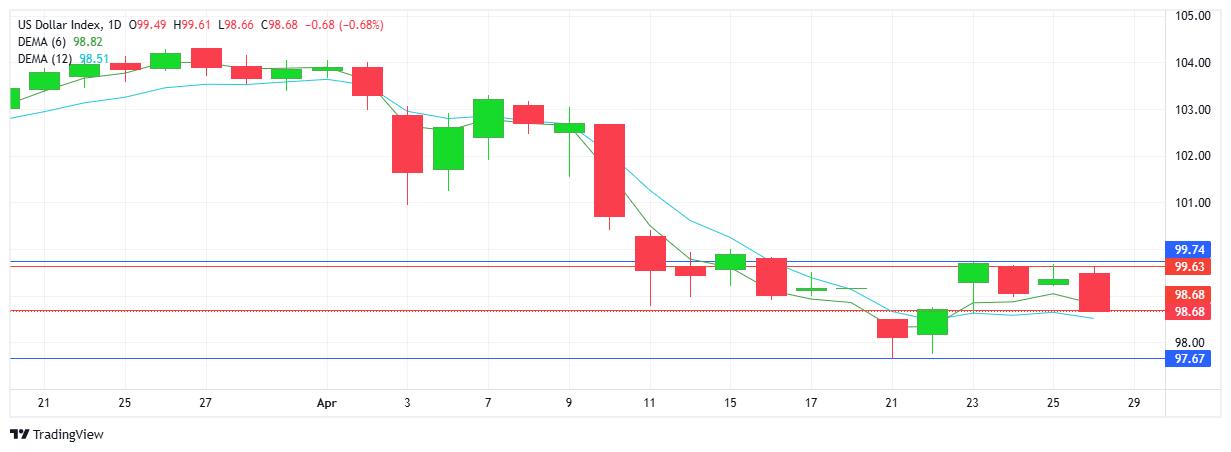 US Dollar Index, 1D O99.49 H99.61 L98.66 C98.68 −0.68 (−0.68%)
DEMA (6) 98.82
DEMA (12) 98.51
105.00
104.00
103.00
102.00
101.00
99.74
99.63
98.68
98.68
98.00
97.67
21 25 27 Apr 3 7 9 11 15 17 21 23 25 29
TradingView